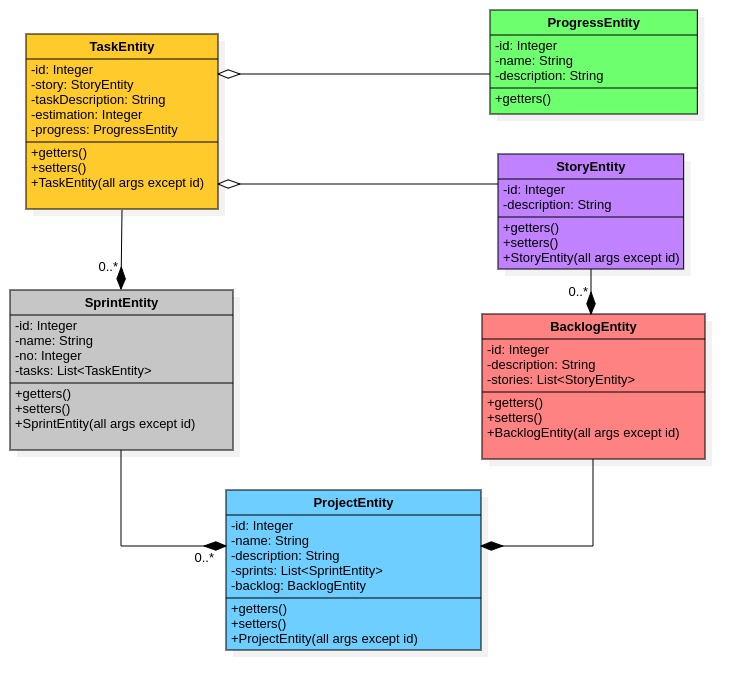 TaskEntity
-id: Integer
-story: StoryEntity
-taskDescription: String
-estimation: Integer
-progress: ProgressEntity
+getters()
+setters()
+TaskEntity(all args except id)
ProgressEntity
-id: Integer
-name: String
-description: String
+getters()
StoryEntity
-id: Integer
-description: String
+getters()
+setters()
+StoryEntity(all args except id)
0..*
SprintEntity
-id: Integer
-name: String
-no: Integer
-tasks: List<TaskEntity>
+getters()
+setters()
+SprintEntity(all args except id)
0..*
BacklogEntity
-id: Integer
-description: String
-stories: List<StoryEntity>
+getters()
+setters()
+BacklogEntity(all args except id)
0..*
ProjectEntity
-id: Integer
-name: String
-description: String
-sprints: List<SprintEntity>
-backlog: BacklogEntity
+getters()
+setters()
+ProjectEntity(all args except id)